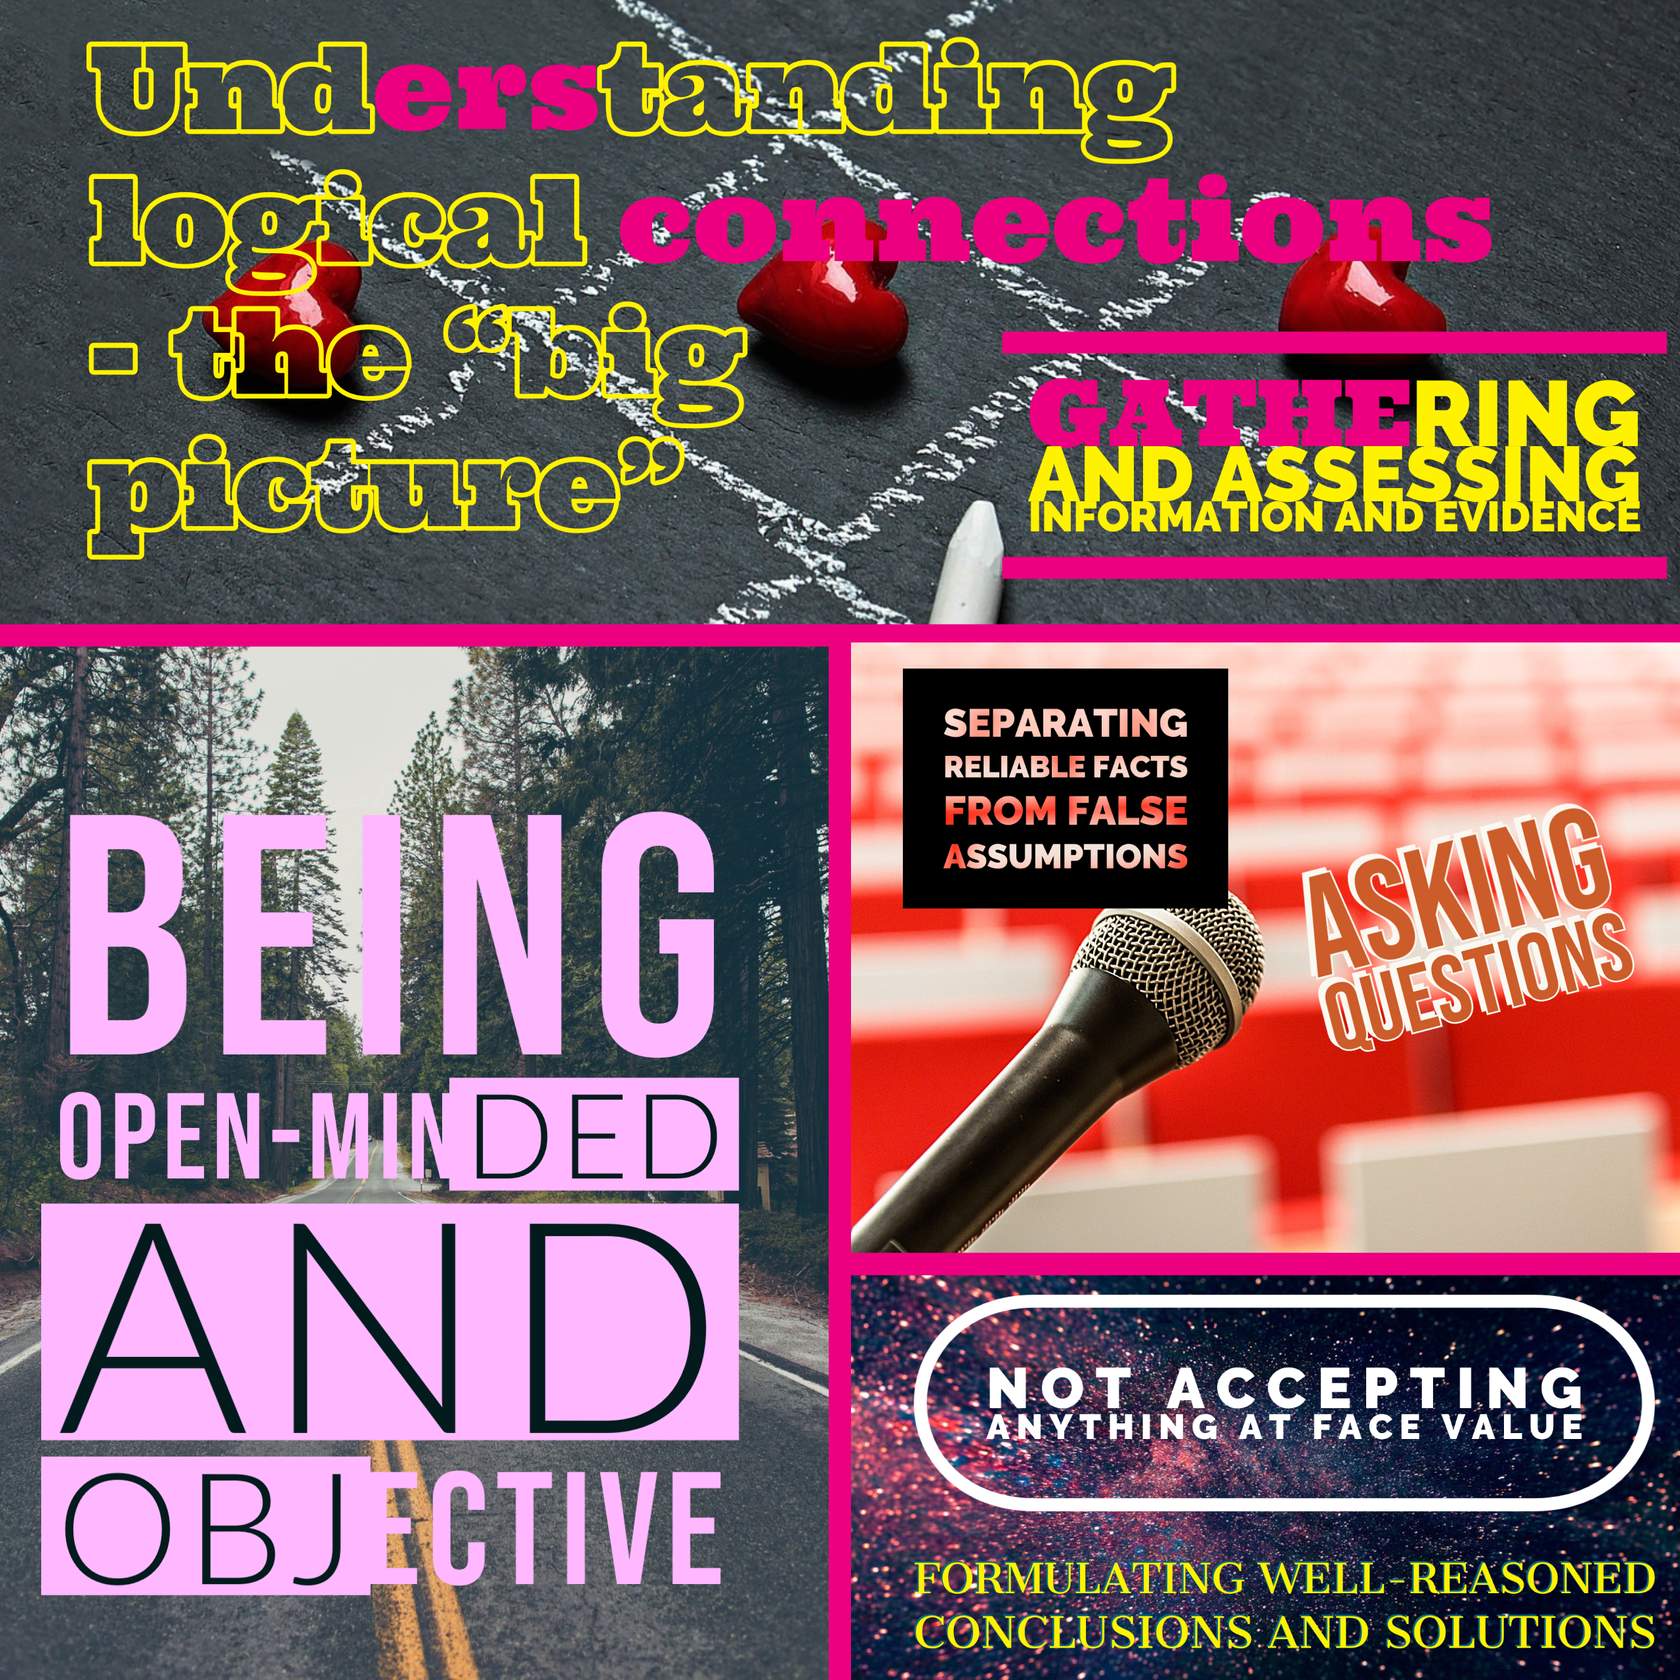 Understanding
logical connections
- the “big
picture”
GATHERING
AND ASSESSING
INFORMATION AND EVIDENCE
BEING
OPEN-MINDED
AND
OBJECTIVE
SEPARATING
RELIABLE FACTS
FROM FALSE
ASSUMPTIONS
ASKING
QUESTIONS
NOT ACCEPTING
ANYTHING AT FACE VALUE
FORMULATING WELL-REASONED
CONCLUSIONS AND SOLUTIONS